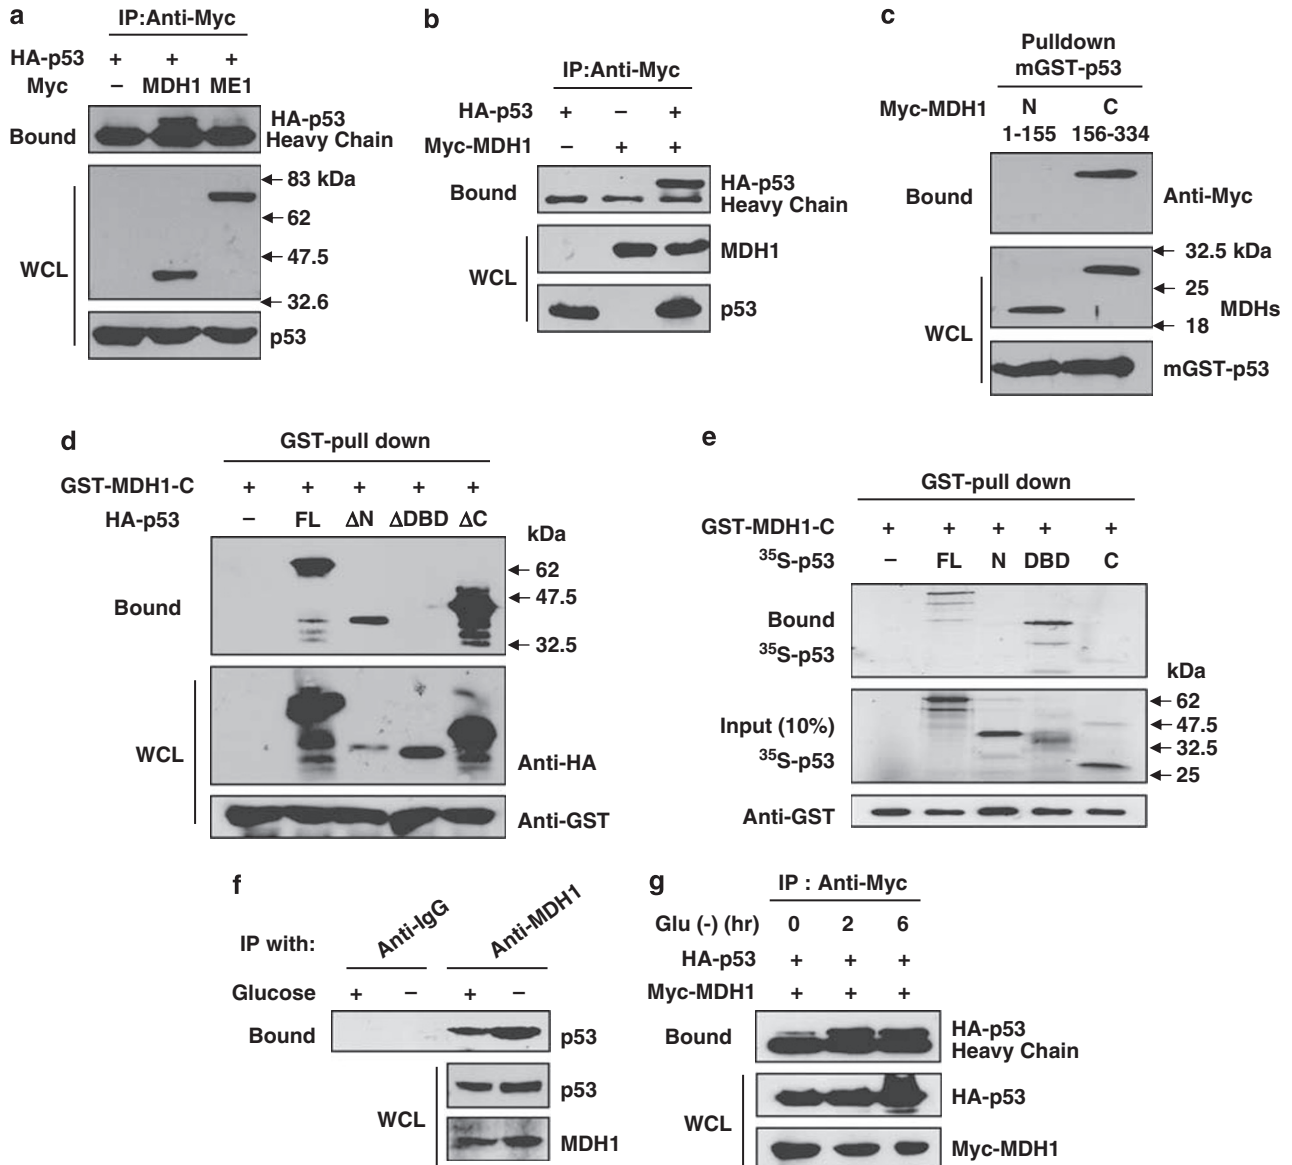 a
IP:Anti-Myc
HA-p53 + + +
Myc – MDH1 ME1
Bound
HA-p53
Heavy Chain
83 kDa
62
47.5
32.6
WCL
p53
b
IP:Anti-Myc
HA-p53 + – +
Myc-MDH1 – + +
Bound
HA-p53
Heavy Chain
MDH1
WCL
p53
c
Pulldown
mGST-p53
Myc-MDH1 N C
1-155 156-334
Bound
Anti-Myc
32.5 kDa
25
MDHs
18
WCL
mGST-p53
d
GST-pull down
GST-MDH1-C + + + + +
HA-p53 – FL ΔN ΔDBD ΔC
kDa
62
47.5
32.5
Bound
WCL
Anti-HA
Anti-GST
e
GST-pull down
GST-MDH1-C + + + + +
³⁵S-p53 – FL N DBD C
Bound
³⁵S-p53
kDa
62
47.5
32.5
25
Input (10%)
³⁵S-p53
Anti-GST
f
Anti-IgG Anti-MDH1
IP with:
Glucose + – + –
Bound
p53
p53
WCL
MDH1
g
IP : Anti-Myc
Glu (-) (hr) 0 2 6
HA-p53 + + +
Myc-MDH1 + + +
Bound
HA-p53
Heavy Chain
HA-p53
WCL
Myc-MDH1